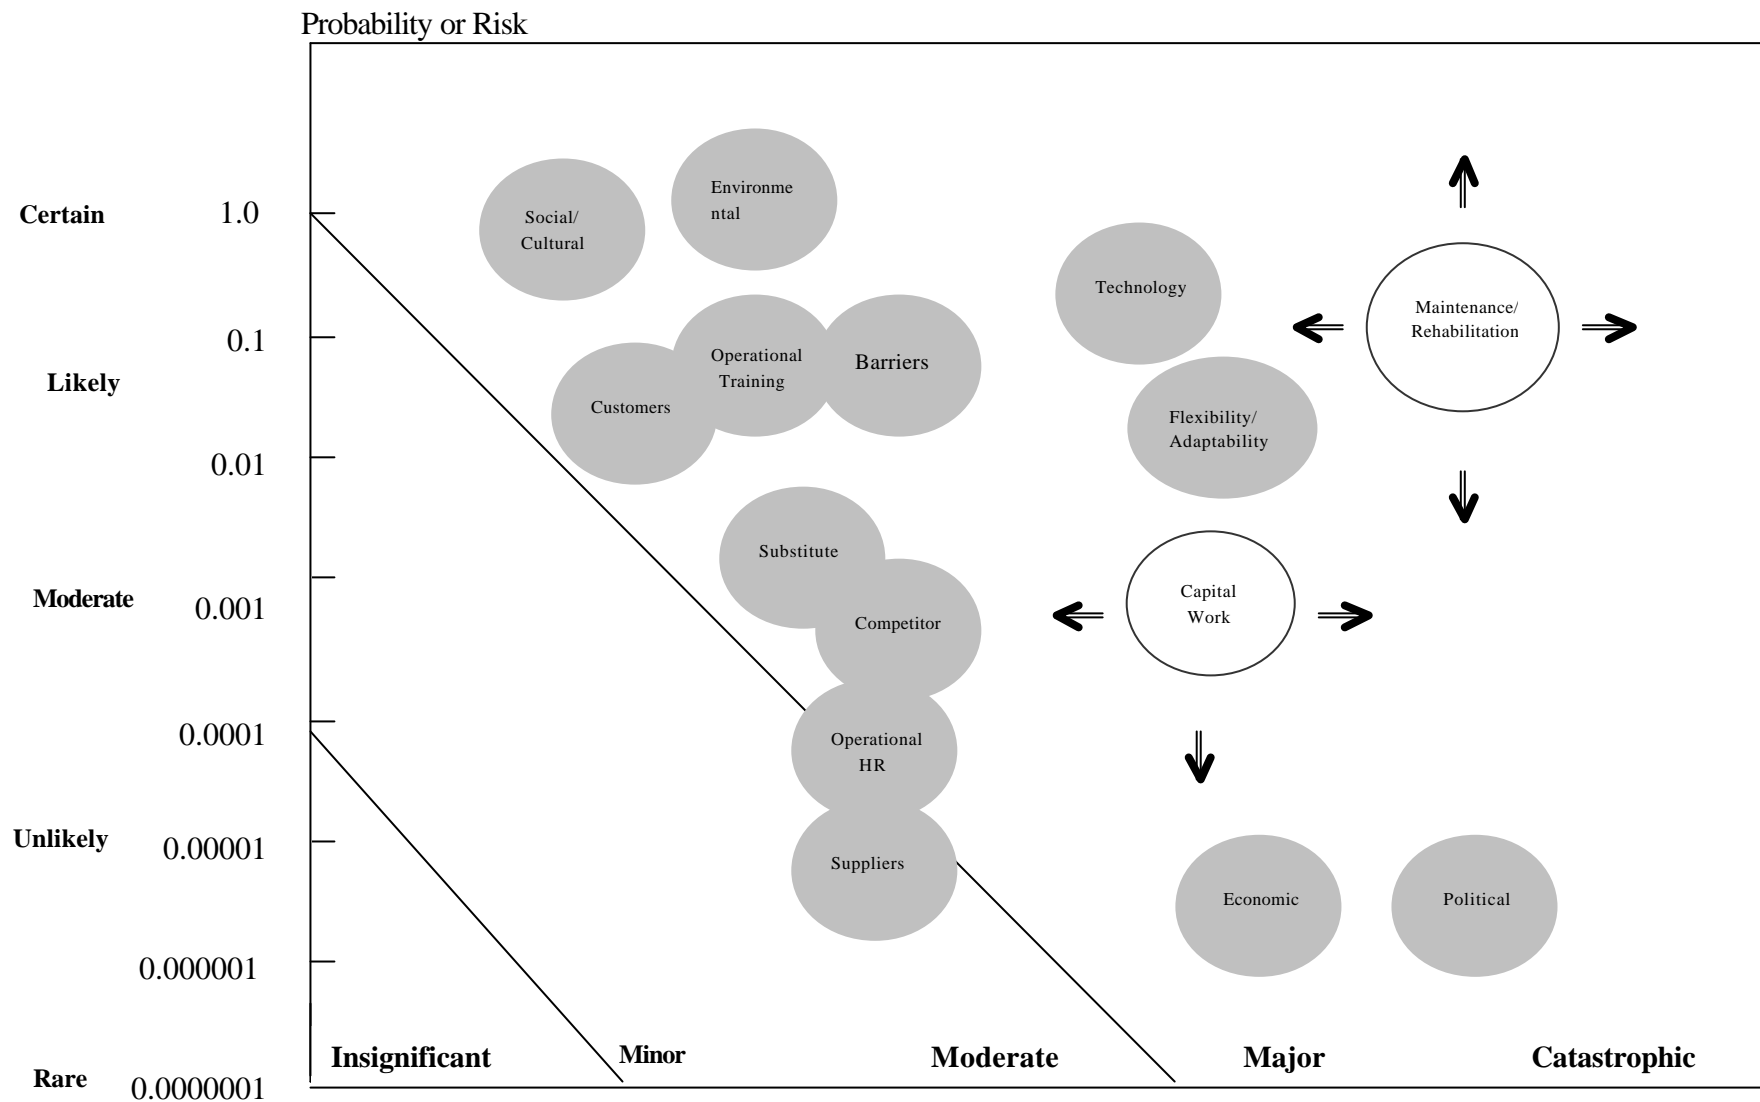 Probability or Risk
Environme
ntal
Social/
Cultural
Certain 1.0
Technology
Maintenance/
Rehabilitation
0.1
Operational
Training
Barriers
Likely
Customers
Flexibility/
Adaptability
0.01
Substitute
Capital
Work
Moderate 0.001
Competitor
0.0001
Operational
HR
Unlikely 0.00001
Suppliers
Economic
Political
0.000001
Insignificant Minor Moderate Major Catastrophic
Rare 0.0000001